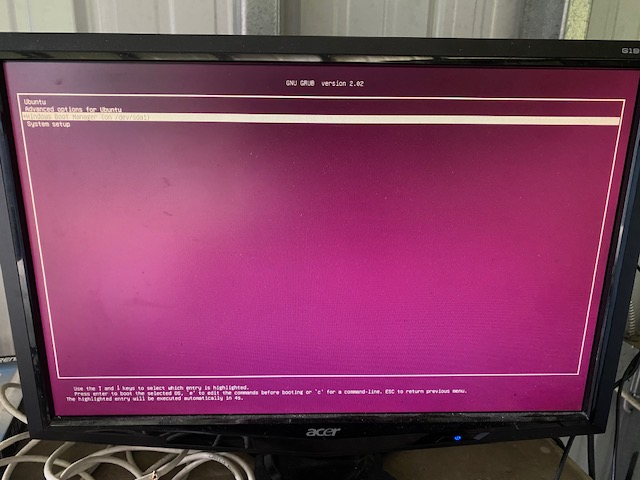 G19
GNU GRUB version 2.02
Ubuntu
Advanced options for Ubuntu
Windows Boot Manager (on /dev/sda1)
System setup
Use the ↑ and ↓ keys to select which entry is highlighted.
Press enter to boot the selected OS, `e' to edit the commands before booting or `c' for a command-line. ESC to return previous menu.
The highlighted entry will be executed automatically in 4s.
acer